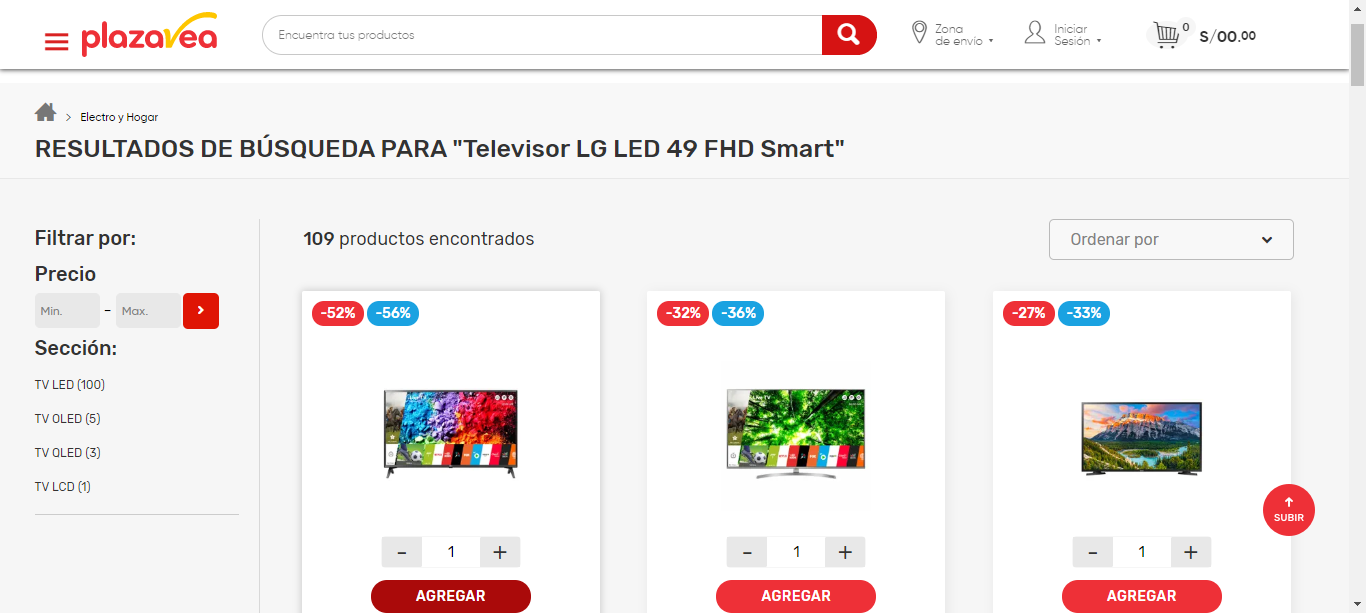 plazavea
Encuentra tus productos
Zona
de envío
Iniciar
Sesión
0
S/00.00
Electro y Hogar
RESULTADOS DE BÚSQUEDA PARA "Televisor LG LED 49 FHD Smart"
Filtrar por:
109 productos encontrados
Ordenar por
Precio
Min. – Max.
Sección:
TV LED (100)
TV OLED (5)
TV QLED (3)
TV LCD (1)
-52% -56%
-32% -36%
-27% -33%
SUBIR
- 1 +
- 1 +
- 1 +
AGREGAR
AGREGAR
AGREGAR